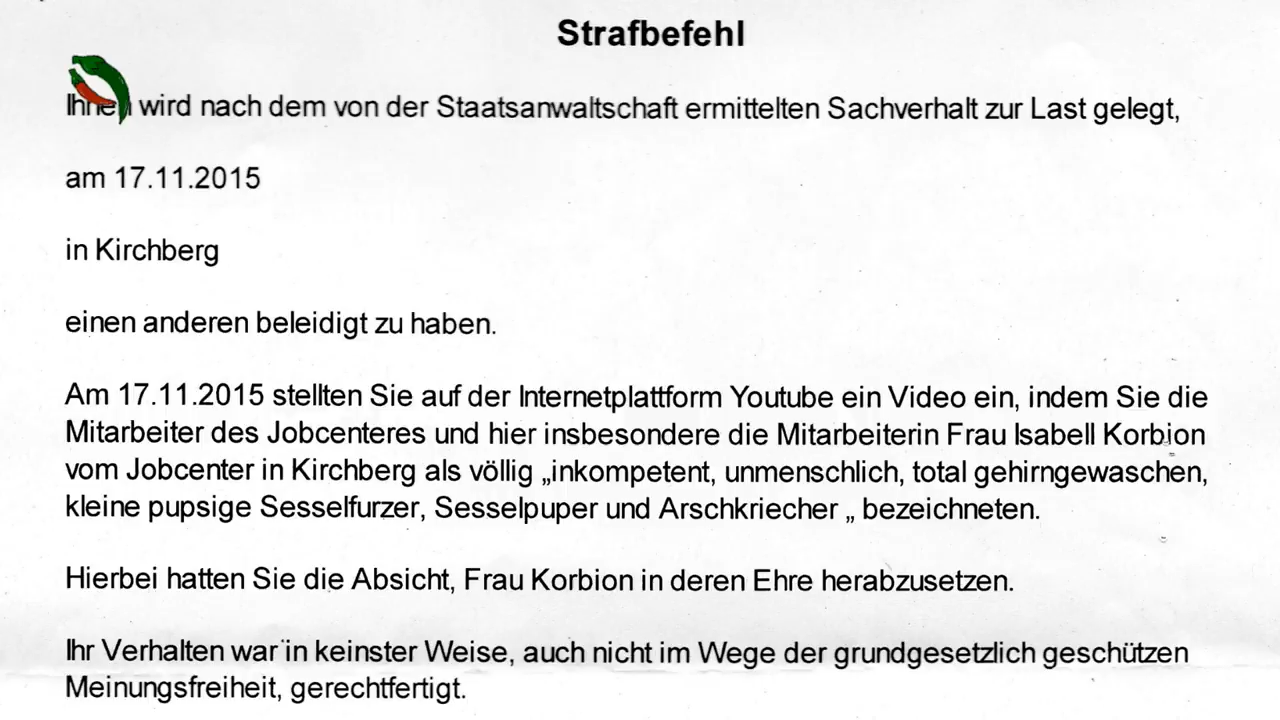 Strafbefehl
Ihnen wird nach dem von der Staatsanwaltschaft ermittelten Sachverhalt zur Last gelegt,
am 17.11.2015
in Kirchberg
einen anderen beleidigt zu haben.
Am 17.11.2015 stellten Sie auf der Internetplattform Youtube ein Video ein, indem Sie die
Mitarbeiter des Jobcenteres und hier insbesondere die Mitarbeiterin Frau Isabell Korbion
vom Jobcenter in Kirchberg als völlig „inkompetent, unmenschlich, total gehirngewaschen,
kleine pupsige Sesselfurzer, Sesselpuper und Arschkriecher „ bezeichneten.
Hierbei hatten Sie die Absicht, Frau Korbion in deren Ehre herabzusetzen.
Ihr Verhalten war in keinster Weise, auch nicht im Wege der grundgesetzlich geschützen
Meinungsfreiheit, gerechtfertigt.